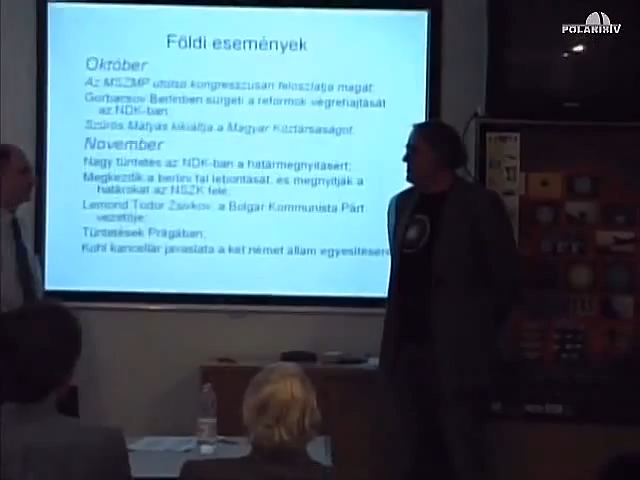 POLARIXIV
Földi események
Október
Az MSZMP utolsó kongresszusán feloszlatja magát;
Gorbacsov Berlinben sürgeti a reformok végrehajtását
az NDK-ban;
Szűrös Mátyás kikiáltja a Magyar Köztársaságot.
November
Nagy tüntetés az NDK-ban a határmegnyitásért;
Megkezdik a berlini fal lebontását, és megnyitják a
határokat az NSZK felé;
Lemond Todor Zsivkov, a Bolgár Kommunista Párt
vezetője;
Tüntetések Prágában;
Kohl kancellár javaslata a két német állam egyesítésére